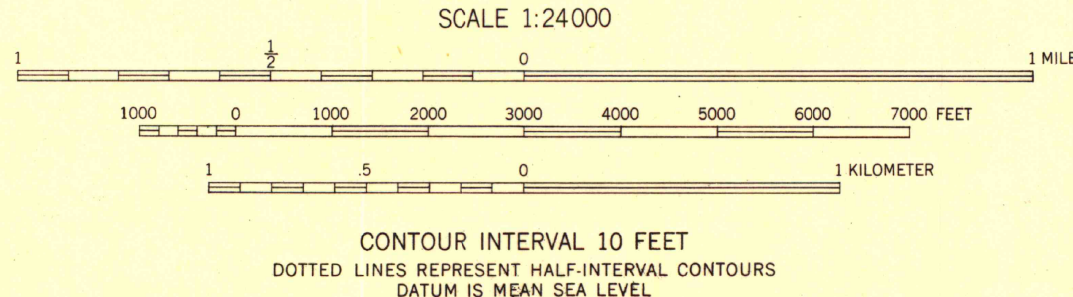 SCALE 1:24000
1 ½ 0 1 MILE
1000 0 1000 2000 3000 4000 5000 6000 7000 FEET
1 .5 0 1 KILOMETER
CONTOUR INTERVAL 10 FEET
DOTTED LINES REPRESENT HALF-INTERVAL CONTOURS
DATUM IS MEAN SEA LEVEL